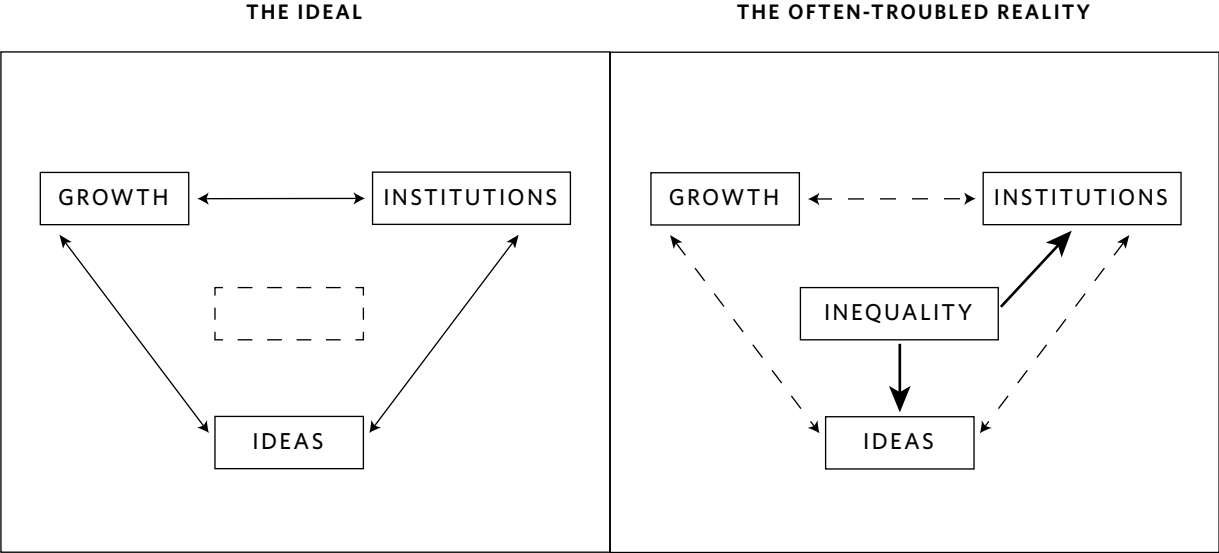 THE IDEAL
GROWTH
INSTITUTIONS
IDEAS
THE OFTEN-TROUBLED REALITY
GROWTH
INSTITUTIONS
INEQUALITY
IDEAS